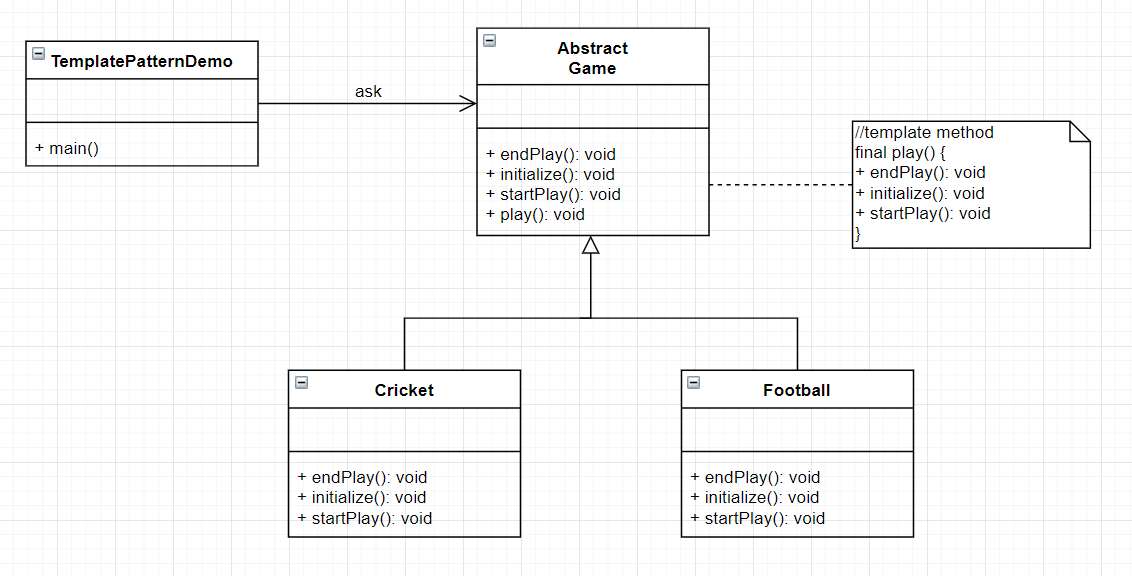 TemplatePatternDemo
+ main()
ask
Abstract
Game
+ endPlay(): void
+ initialize(): void
+ startPlay(): void
+ play(): void
//template method
final play() {
+ endPlay(): void
+ initialize(): void
+ startPlay(): void
}
Cricket
+ endPlay(): void
+ initialize(): void
+ startPlay(): void
Football
+ endPlay(): void
+ initialize(): void
+ startPlay(): void